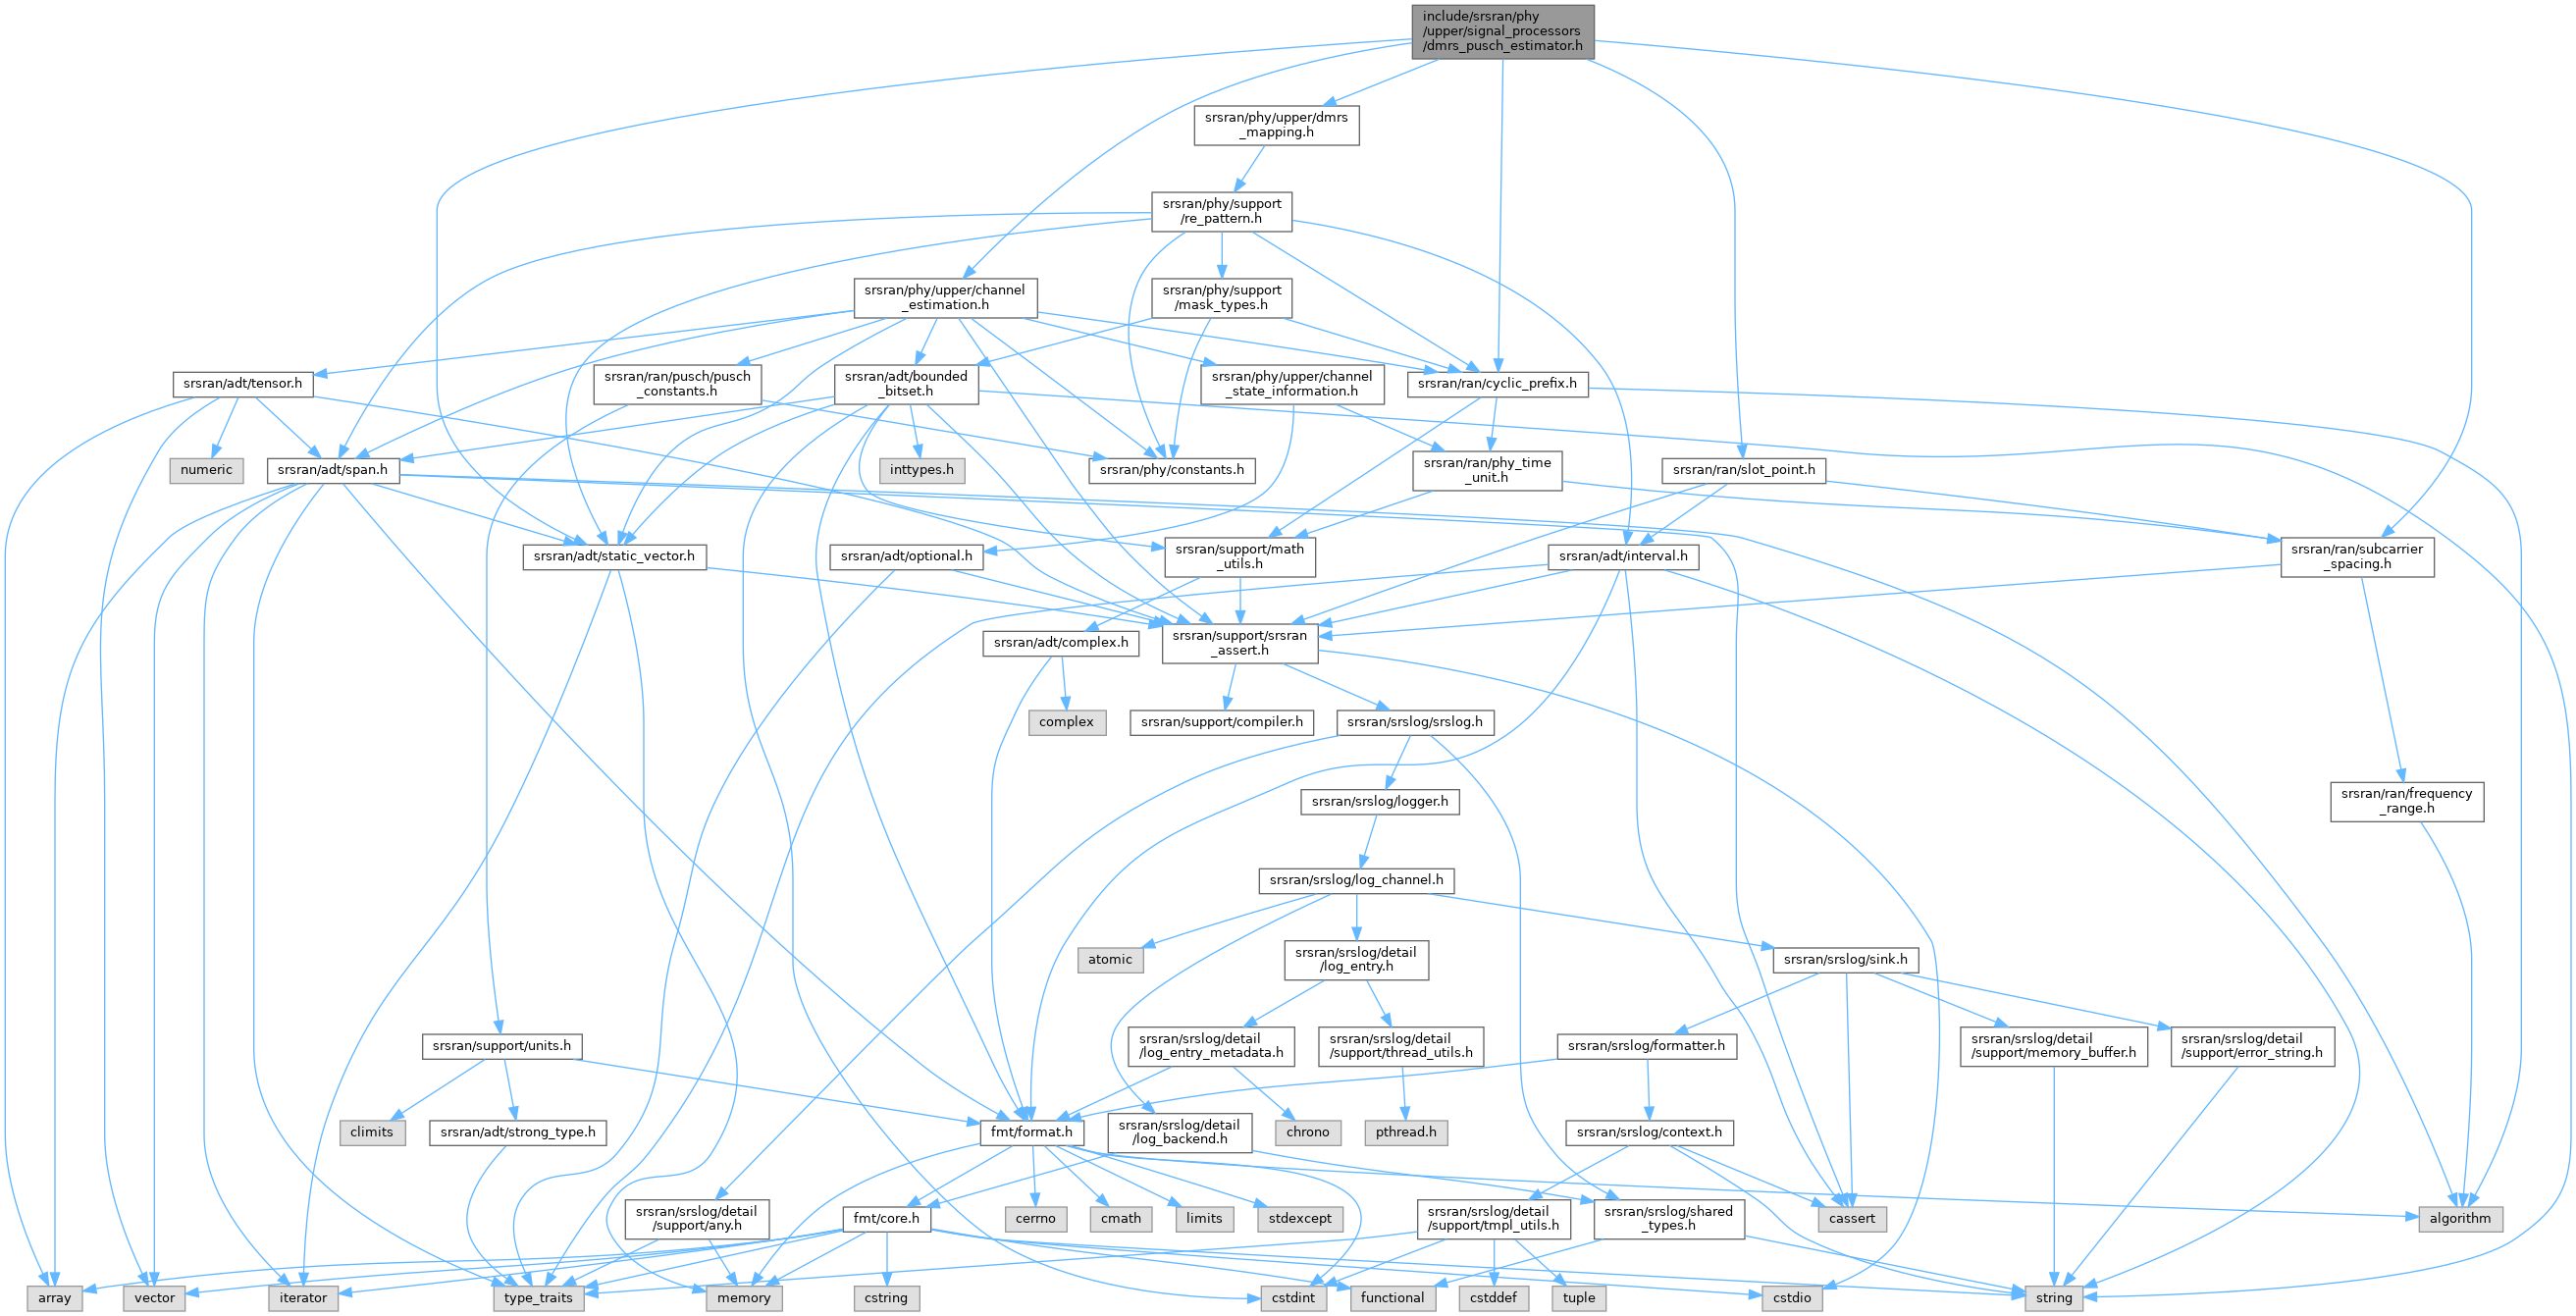 include/srsran/phy
/upper/signal_processors
/dmrs_pusch_estimator.h
srsran/phy/upper/dmrs
_mapping.h
srsran/phy/support
/re_pattern.h
srsran/phy/upper/channel
_estimation.h
srsran/phy/support
/mask_types.h
srsran/adt/tensor.h
srsran/ran/pusch/pusch
_constants.h
srsran/adt/bounded
_bitset.h
srsran/phy/upper/channel
_state_information.h
srsran/ran/cyclic_prefix.h
numeric
srsran/adt/span.h
inttypes.h
srsran/phy/constants.h
srsran/ran/phy_time
_unit.h
srsran/ran/slot_point.h
srsran/adt/static_vector.h
srsran/adt/optional.h
srsran/support/math
_utils.h
srsran/adt/interval.h
srsran/ran/subcarrier
_spacing.h
srsran/adt/complex.h
srsran/support/srsran
_assert.h
complex
srsran/support/compiler.h
srsran/srslog/srslog.h
srsran/srslog/logger.h
srsran/ran/frequency
_range.h
srsran/srslog/log_channel.h
atomic
srsran/srslog/detail
/log_entry.h
srsran/srslog/sink.h
srsran/support/units.h
srsran/srslog/detail
/log_entry_metadata.h
srsran/srslog/detail
/support/thread_utils.h
srsran/srslog/formatter.h
srsran/srslog/detail
/support/memory_buffer.h
srsran/srslog/detail
/support/error_string.h
climits
srsran/adt/strong_type.h
fmt/format.h
srsran/srslog/detail
/log_backend.h
chrono
pthread.h
srsran/srslog/context.h
srsran/srslog/detail
/support/any.h
fmt/core.h
cerrno
cmath
limits
stdexcept
srsran/srslog/detail
/support/tmpl_utils.h
srsran/srslog/shared
_types.h
cassert
algorithm
array
vector
iterator
type_traits
memory
cstring
cstdint
functional
cstddef
tuple
cstdio
string